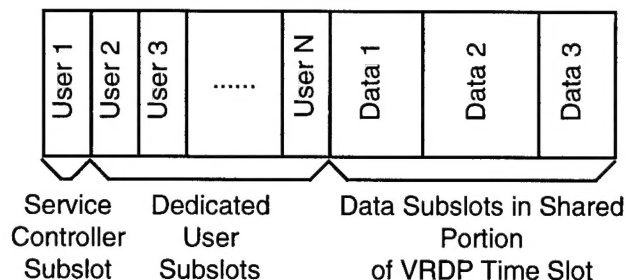 User 1
User 2
User 3
......
User N
Data 1
Data 2
Data 3
Service
Controller
Subslot
Dedicated
User
Subslots
Data Subslots in Shared
Portion
of VRDP Time Slot